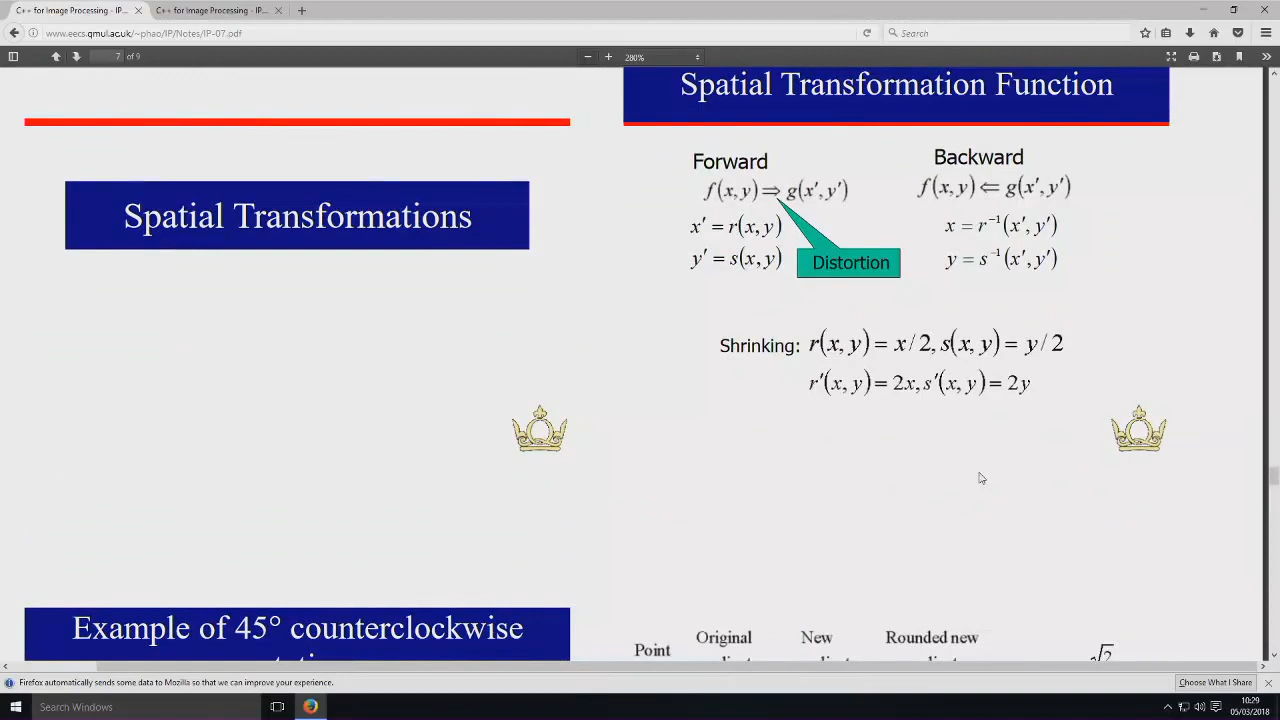 C++ for Image Processing - IP...
C++ for Image Processing - IP...
www.eecs.qmul.ac.uk/~phao/IP/Notes/IP-07.pdf
Search
7 of 9
280%
Spatial Transformations
Spatial Transformation Function
Forward
f(x, y) ⇒ g(x′, y′)
x′ = r(x, y)
y′ = s(x, y)
Distortion
Backward
f(x, y) ⇐ g(x′, y′)
x = r⁻¹(x′, y′)
y = s⁻¹(x′, y′)
Shrinking: r(x, y) = x / 2, s(x, y) = y / 2
r′(x, y) = 2x, s′(x, y) = 2y
Example of 45° counterclockwise
Point Original New Rounded new
Firefox automatically sends some data to Mozilla so that we can improve your experience.
Choose What I Share
Search Windows
10:29
05/03/2018